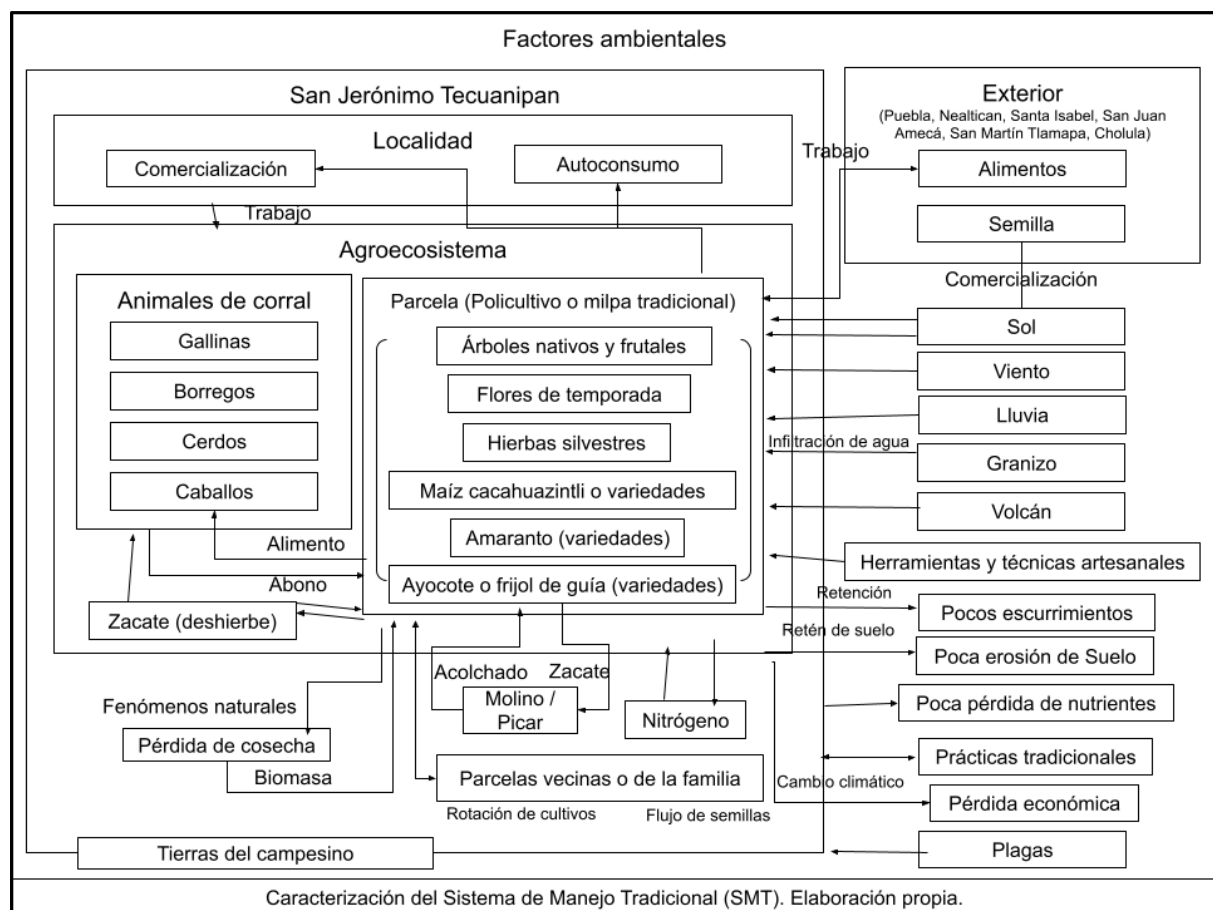 Factores ambientales
San Jerónimo Tecuanipan
Localidad
Comercialización
Autoconsumo
Trabajo
Agroecosistema
Animales de corral
Gallinas
Borregos
Cerdos
Caballos
Parcela (Policultivo o milpa tradicional)
Árboles nativos y frutales
Flores de temporada
Hierbas silvestres
Maíz cacahuazintli o variedades
Amaranto (variedades)
Ayocote o frijol de guía (variedades)
Alimento
Abono
Zacate (deshierbe)
Acolchado
Zacate
Molino /
Picar
Nitrógeno
Fenómenos naturales
Pérdida de cosecha
Biomasa
Parcelas vecinas o de la familia
Rotación de cultivos
Flujo de semillas
Tierras del campesino
Exterior
(Puebla, Nealtican, Santa Isabel, San Juan
Amecá, San Martín Tlamapa, Cholula)
Trabajo
Alimentos
Semilla
Comercialización
Sol
Viento
Lluvia
Infiltración de agua
Granizo
Volcán
Herramientas y técnicas artesanales
Retención
Pocos escurrimientos
Retén de suelo
Poca erosión de Suelo
Poca pérdida de nutrientes
Prácticas tradicionales
Cambio climático
Pérdida económica
Plagas
Caracterización del Sistema de Manejo Tradicional (SMT). Elaboración propia.